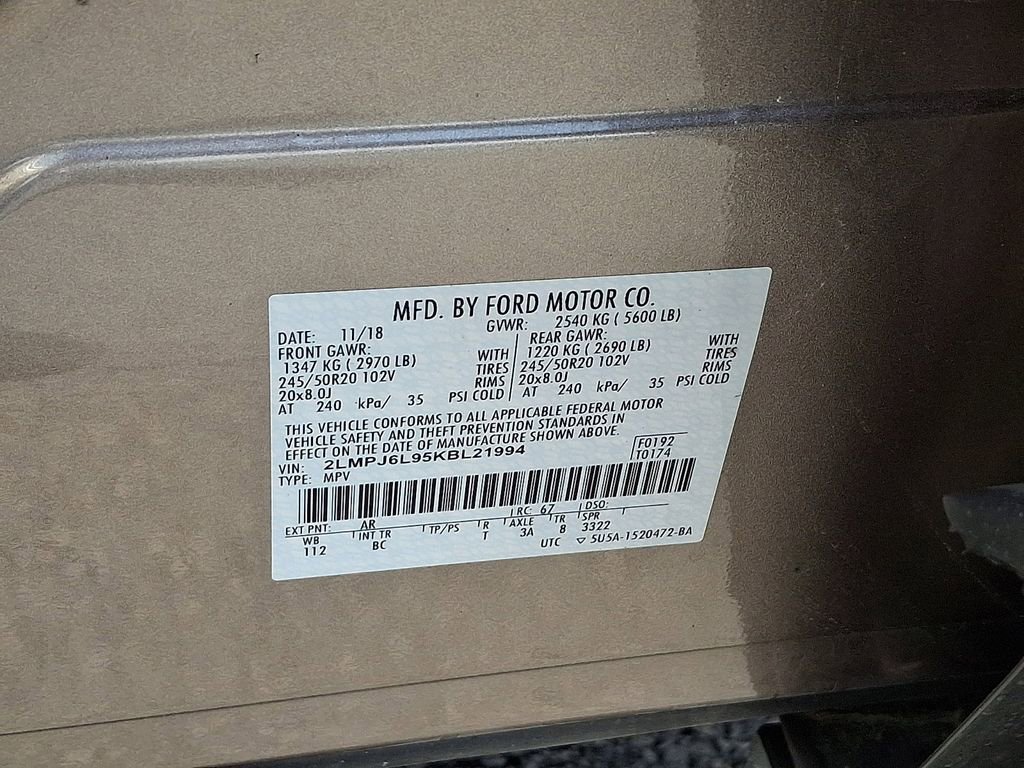 MFD. BY FORD MOTOR CO.
DATE: 11/18 GVWR: 2540 KG ( 5600 LB)
FRONT GAWR: REAR GAWR:
1347 KG ( 2970 LB) WITH 1220 KG ( 2690 LB) WITH
245/50R20 102V TIRES 245/50R20 102V TIRES
20x8.0J RIMS 20x8.0J RIMS
AT 240 kPa/ 35 PSI COLD AT 240 kPa/ 35 PSI COLD
THIS VEHICLE CONFORMS TO ALL APPLICABLE FEDERAL MOTOR
VEHICLE SAFETY AND THEFT PREVENTION STANDARDS IN
EFFECT ON THE DATE OF MANUFACTURE SHOWN ABOVE.
VIN: 2LMPJ6L95KBL21994 F0192
TYPE: MPV T0174
EXT PNT: AR RC: 67 DSO:
WB INT TR TP/PS R AXLE TR SPR
112 BC T 3A 8 3322
UTC ▽ 5U5A-1520472-BA